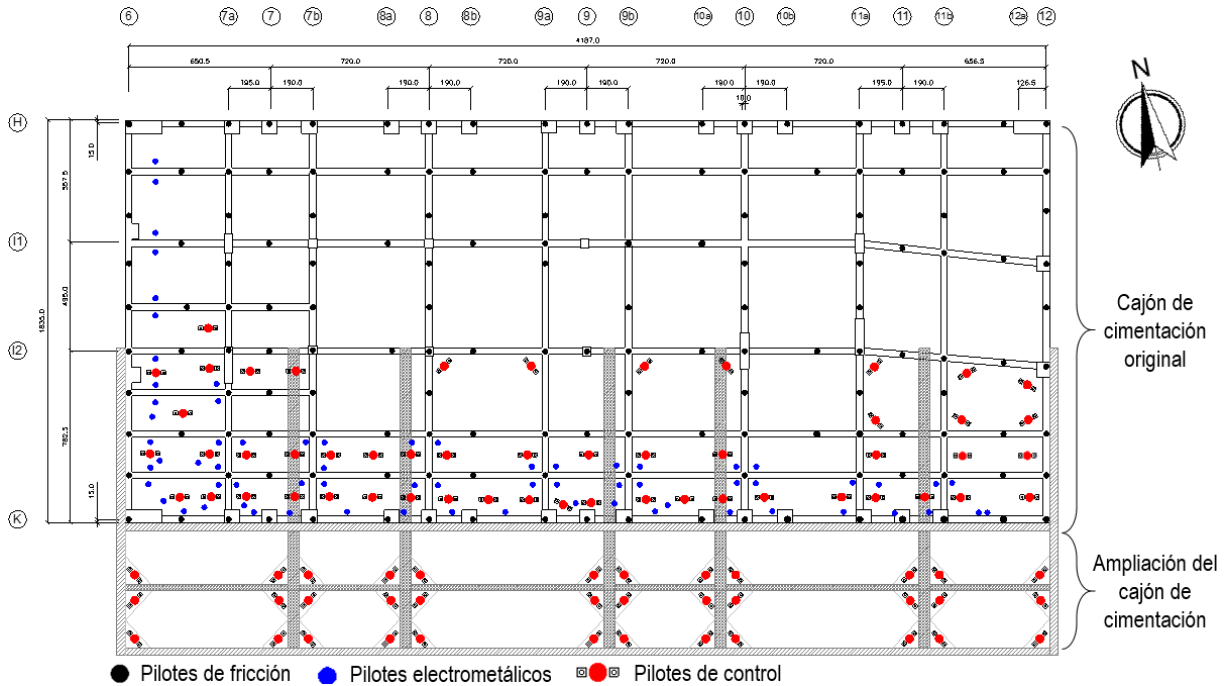 6 7a 7 7b 8a 8 8b 9a 9 9b 10a 10 10b 11a 11 11b 12a 12
4187.0
650.5 720.0 720.0 720.0 720.0 656.5
195.0 190.0 190.0 190.0 190.0 190.0 190.0 190.0 195.0 190.0 126.5
18.0
N
H
15.0
557.5
I1
495.0
1835.0
I2
782.5
15.0
K
Cajón de
cimentación
original
Ampliación del
cajón de
cimentación
Pilotes de fricción Pilotes electrometálicos Pilotes de control